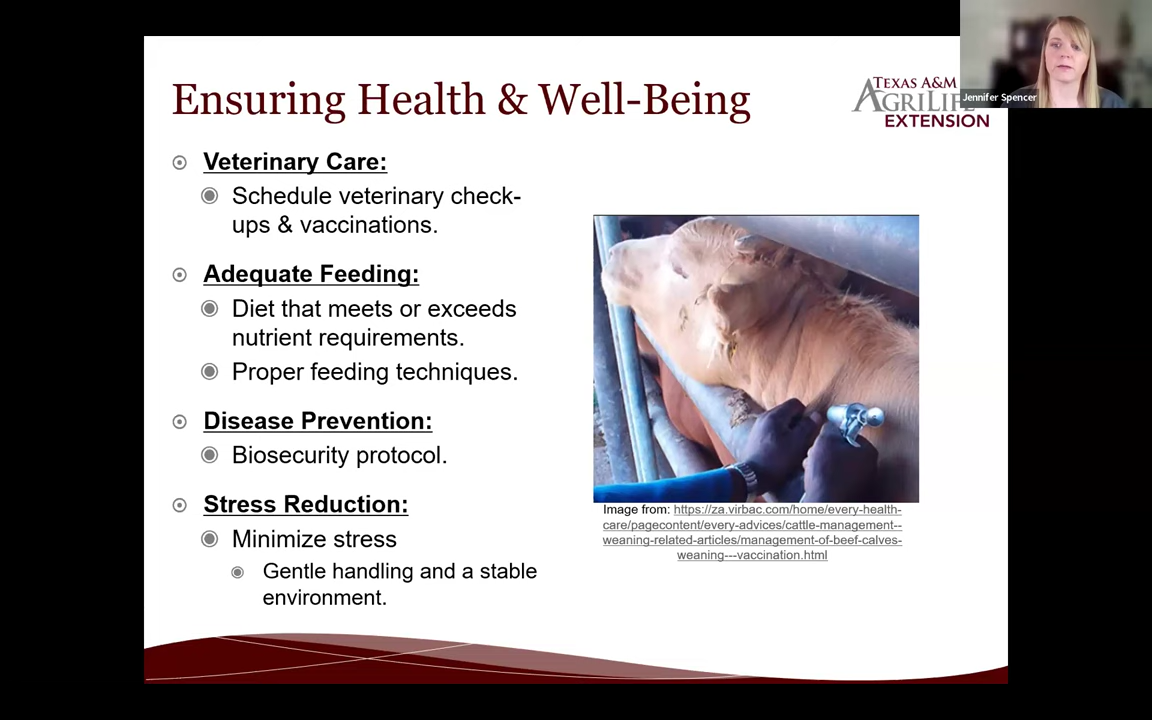 Ensuring Health & Well-Being
TEXAS A&M
AGRILIFE
EXTENSION
Jennifer Spencer
Veterinary Care:
Schedule veterinary check-
ups & vaccinations.
Adequate Feeding:
Diet that meets or exceeds
nutrient requirements.
Proper feeding techniques.
Disease Prevention:
Biosecurity protocol.
Stress Reduction:
Minimize stress
Gentle handling and a stable
environment.
Image from: https://za.virbac.com/home/every-health-
care/pagecontent/every-advices/cattle-management--
weaning-related-articles/management-of-beef-calves-
weaning---vaccination.html